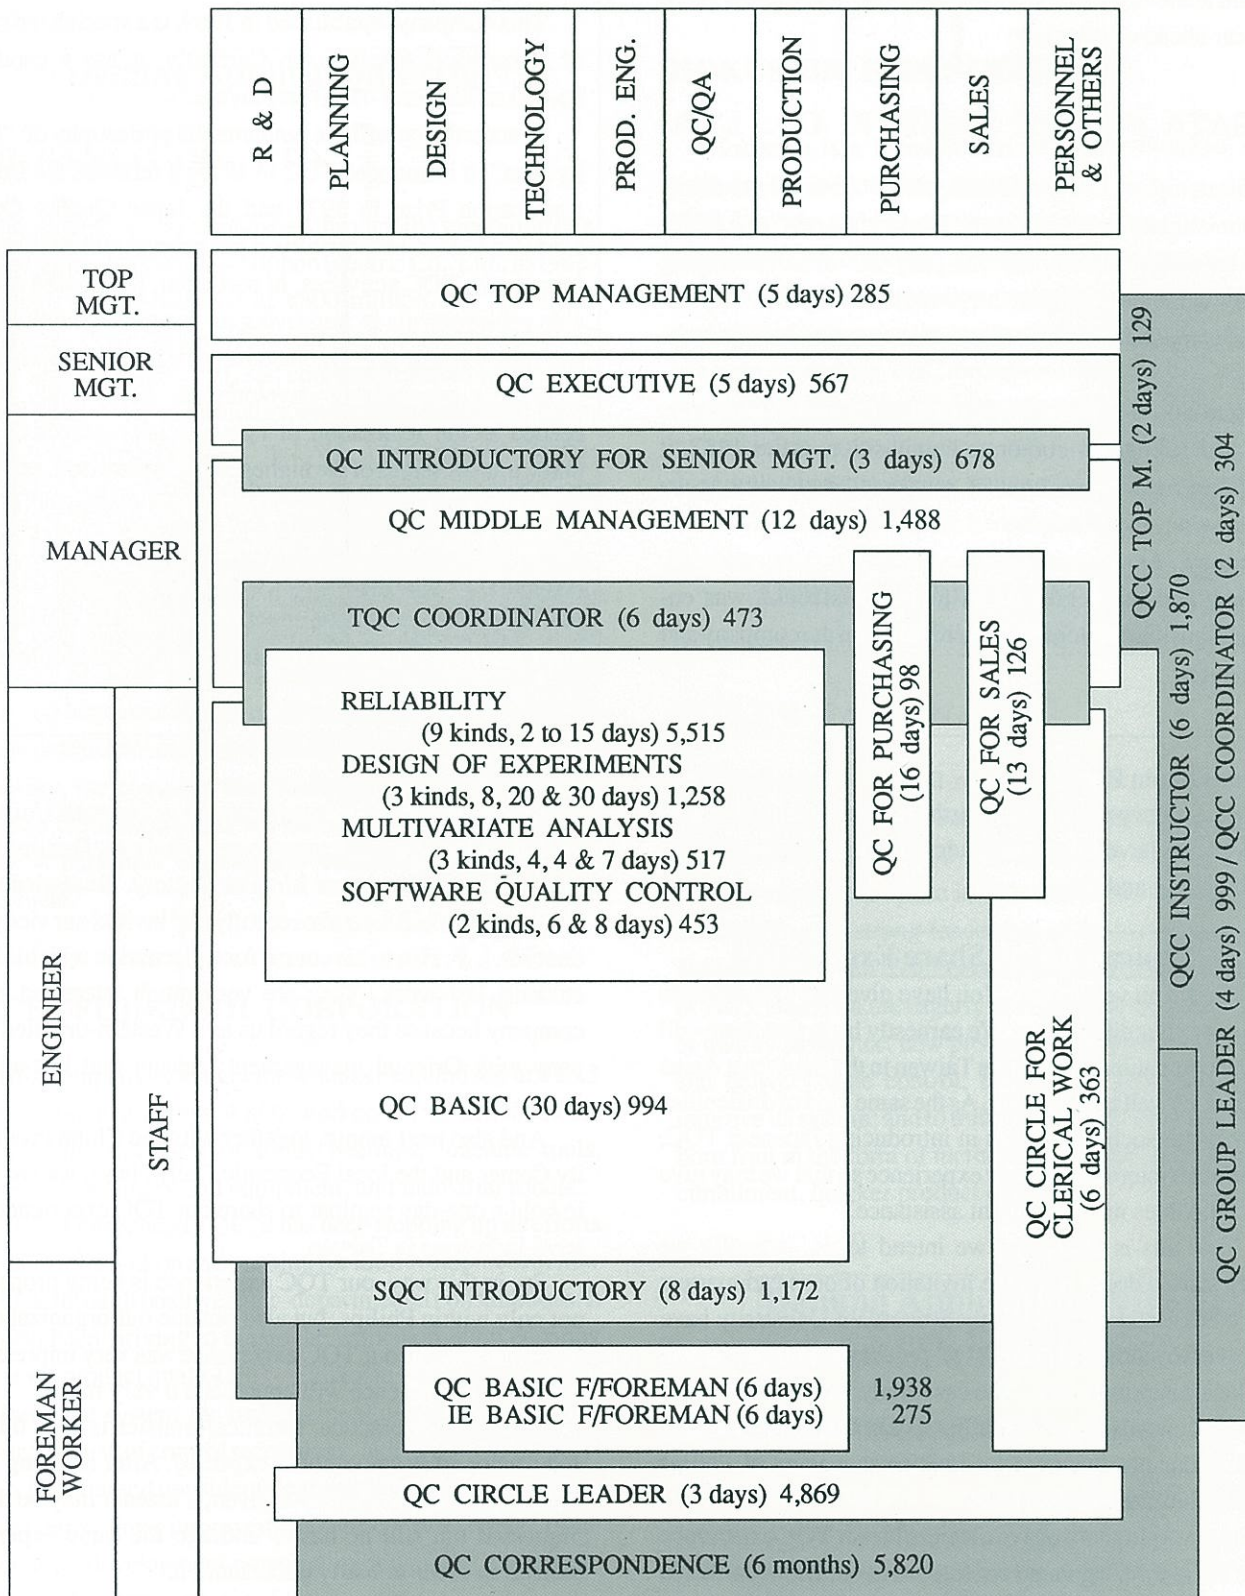 R & D
PLANNING
DESIGN
TECHNOLOGY
PROD. ENG.
QC/QA
PRODUCTION
PURCHASING
SALES
PERSONNEL
& OTHERS
TOP
MGT.
SENIOR
MGT.
MANAGER
ENGINEER
STAFF
FOREMAN
WORKER
QC TOP MANAGEMENT (5 days) 285
QC EXECUTIVE (5 days) 567
QC INTRODUCTORY FOR SENIOR MGT. (3 days) 678
QC MIDDLE MANAGEMENT (12 days) 1,488
TQC COORDINATOR (6 days) 473
RELIABILITY
(9 kinds, 2 to 15 days) 5,515
DESIGN OF EXPERIMENTS
(3 kinds, 8, 20 & 30 days) 1,258
MULTIVARIATE ANALYSIS
(3 kinds, 4, 4 & 7 days) 517
SOFTWARE QUALITY CONTROL
(2 kinds, 6 & 8 days) 453
QC FOR PURCHASING
(16 days) 98
QC FOR SALES
(13 days) 126
QC BASIC (30 days) 994
QC CIRCLE FOR
CLERICAL WORK
(6 days) 363
SQC INTRODUCTORY (8 days) 1,172
QC BASIC F/FOREMAN (6 days) 1,938
IE BASIC F/FOREMAN (6 days) 275
QC CIRCLE LEADER (3 days) 4,869
QC CORRESPONDENCE (6 months) 5,820
QCC TOP M. (2 days) 129
QCC INSTRUCTOR (6 days) 1,870
QC GROUP LEADER (4 days) 999 / QCC COORDINATOR (2 days) 304